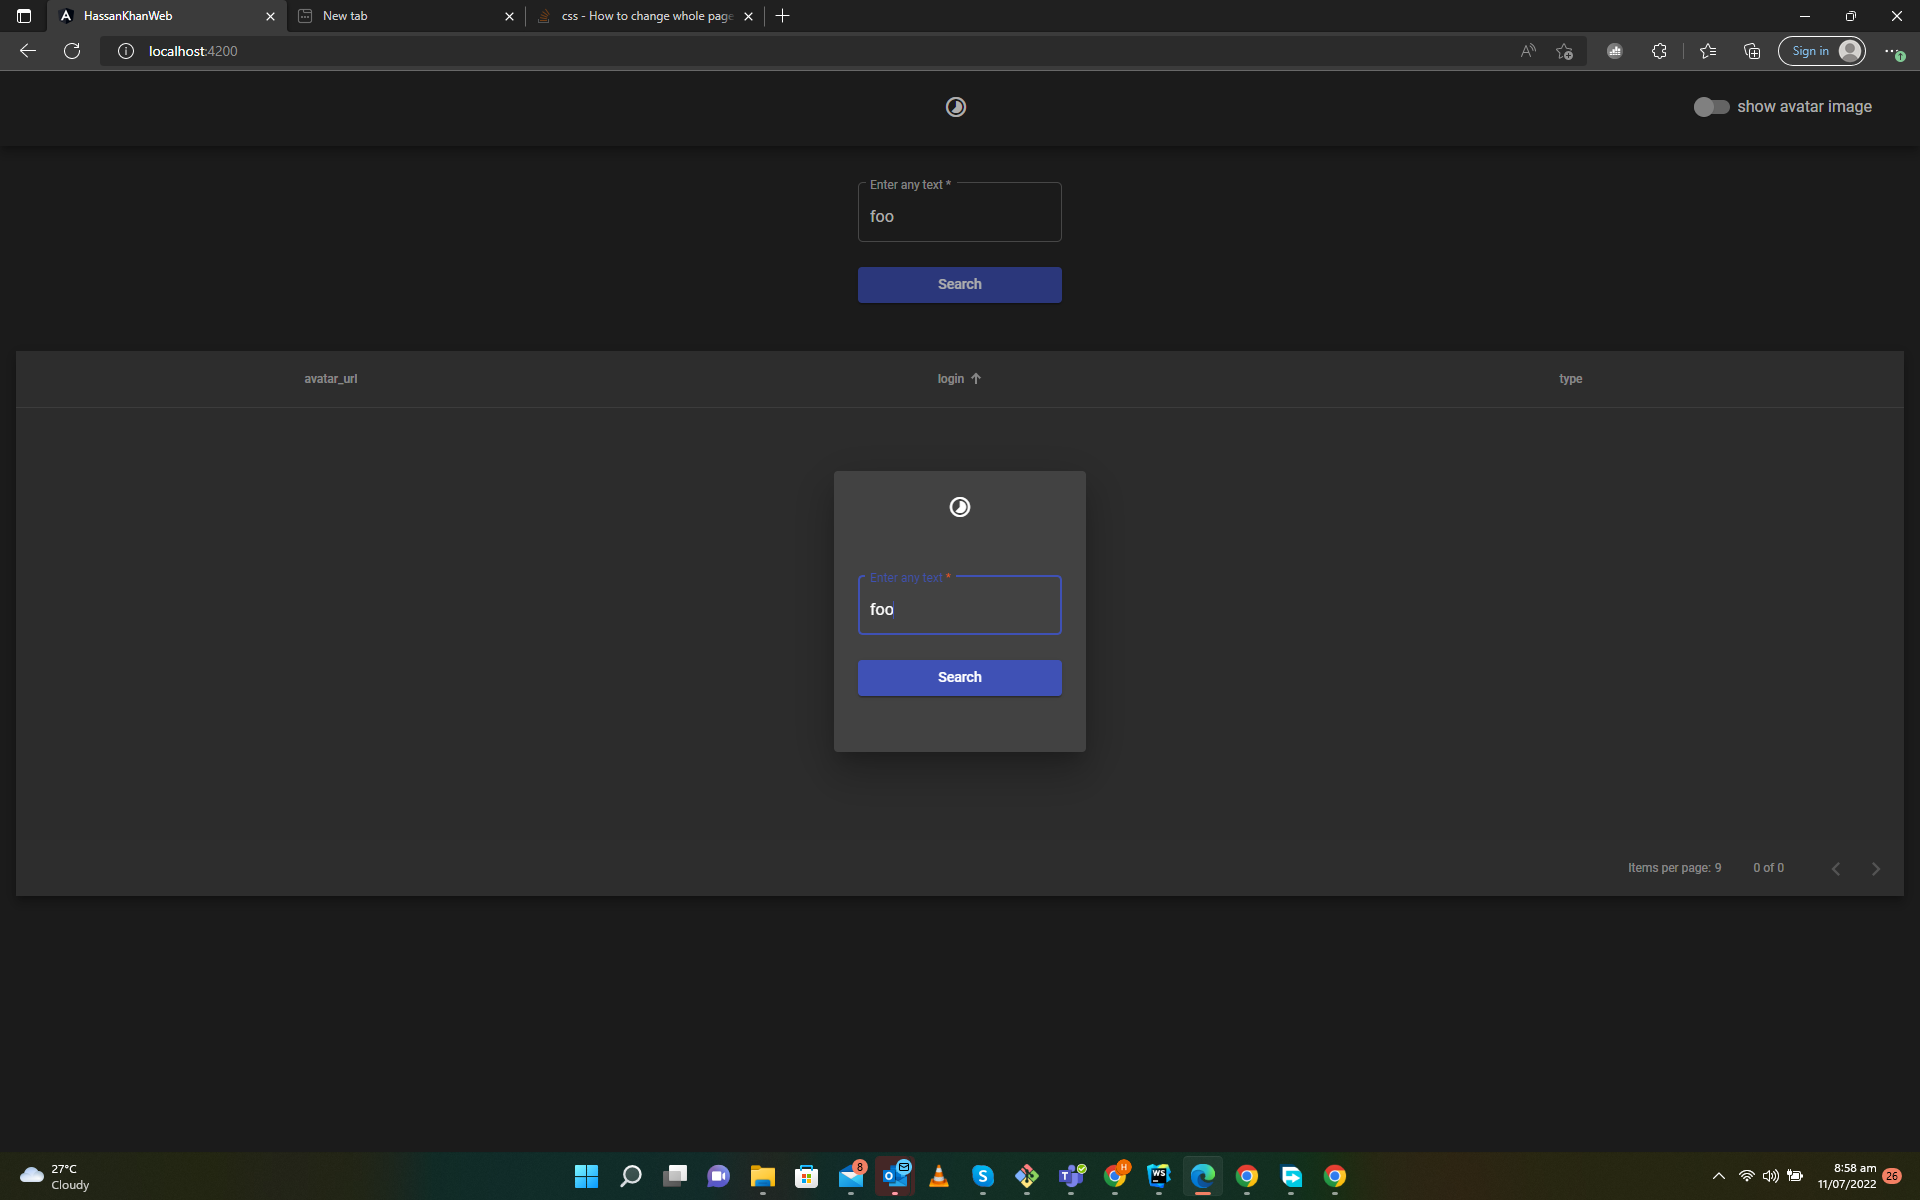 HassanKhanWeb
New tab
css - How to change whole page
localhost:4200
Sign in
show avatar image
Enter any text *
foo
Search
avatar_url
login
type
Enter any text *
foo
Search
Items per page: 9
0 of 0
27°C
Cloudy
8
H
WS
8:58 am
11/07/2022
26